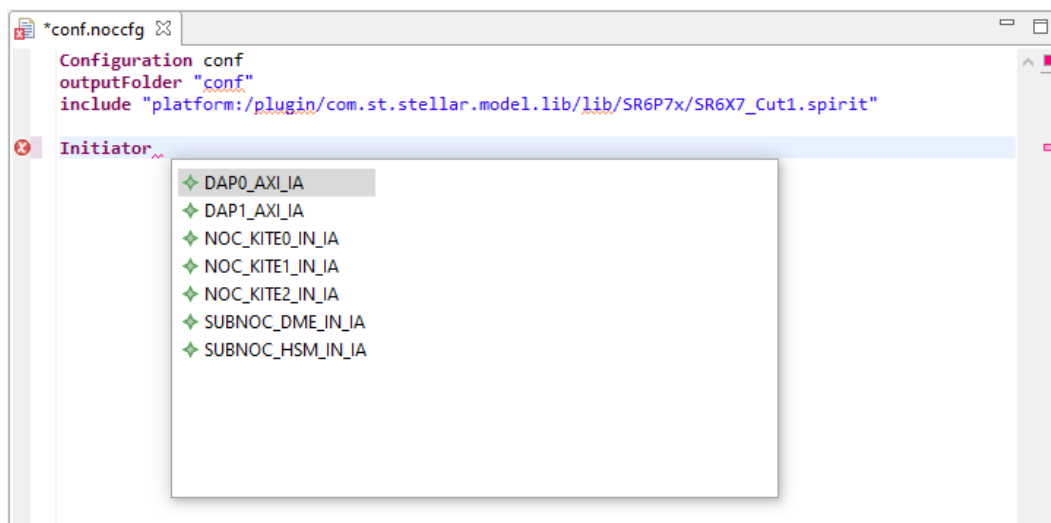 *conf.noccfg
Configuration conf
outputFolder "conf"
include "platform:/plugin/com.st.stellar.model.lib/lib/SR6P7x/SR6X7_Cut1.spirit"
Initiator
DAP0_AXI_IA
DAP1_AXI_IA
NOC_KITE0_IN_IA
NOC_KITE1_IN_IA
NOC_KITE2_IN_IA
SUBNOC_DME_IN_IA
SUBNOC_HSM_IN_IA